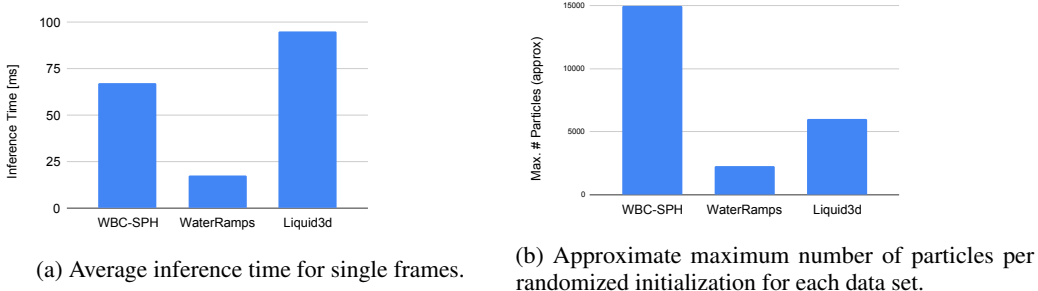 Inference Time [ms]
100
75
50
25
0
WBC-SPH WaterRamps Liquid3d
(a) Average inference time for single frames.
Max. # Particles (approx)
15000
10000
5000
0
WBC-SPH WaterRamps Liquid3d
(b) Approximate maximum number of particles per
randomized initialization for each data set.